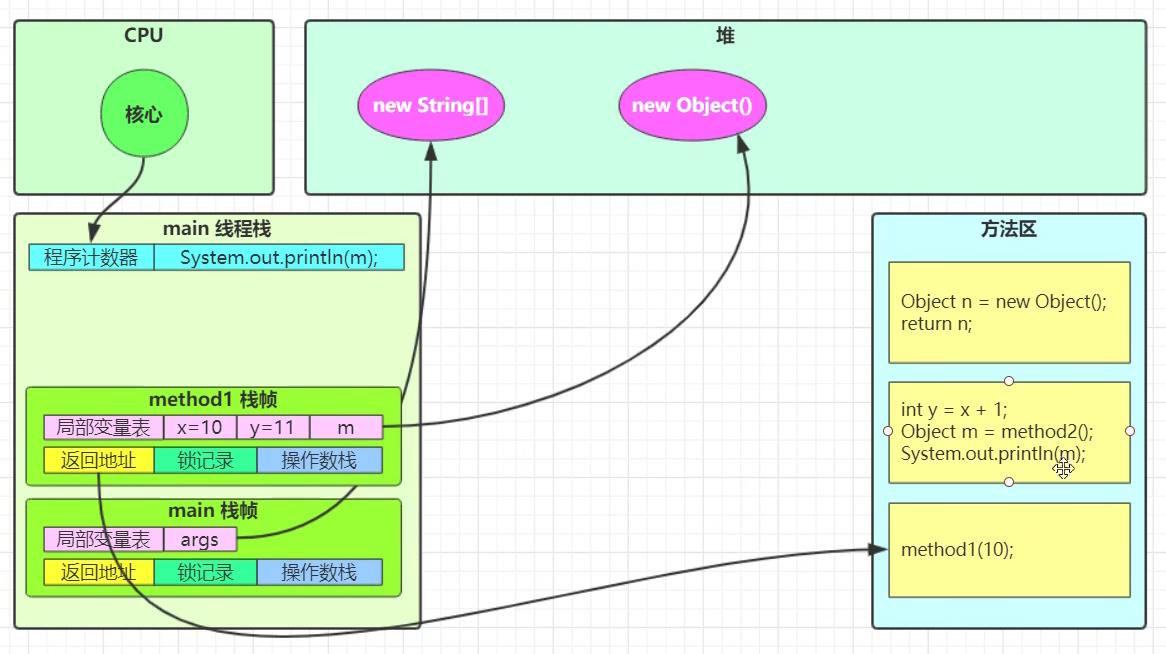 CPU
核心
堆
new String[]
new Object()
main 线程栈
程序计数器 System.out.println(m);
method1 栈帧
局部变量表 x=10 y=11 m
返回地址 锁记录 操作数栈
main 栈帧
局部变量表 args
返回地址 锁记录 操作数栈
方法区
Object n = new Object();
return n;
int y = x + 1;
Object m = method2();
System.out.println(m);
method1(10);